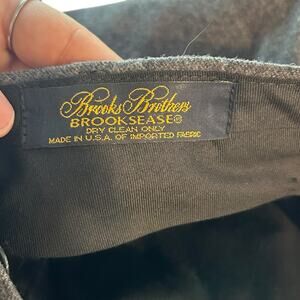 Brooks Brothers
BROOKSEASE®
DRY CLEAN ONLY
MADE IN U.S.A. OF IMPORTED FABRIC